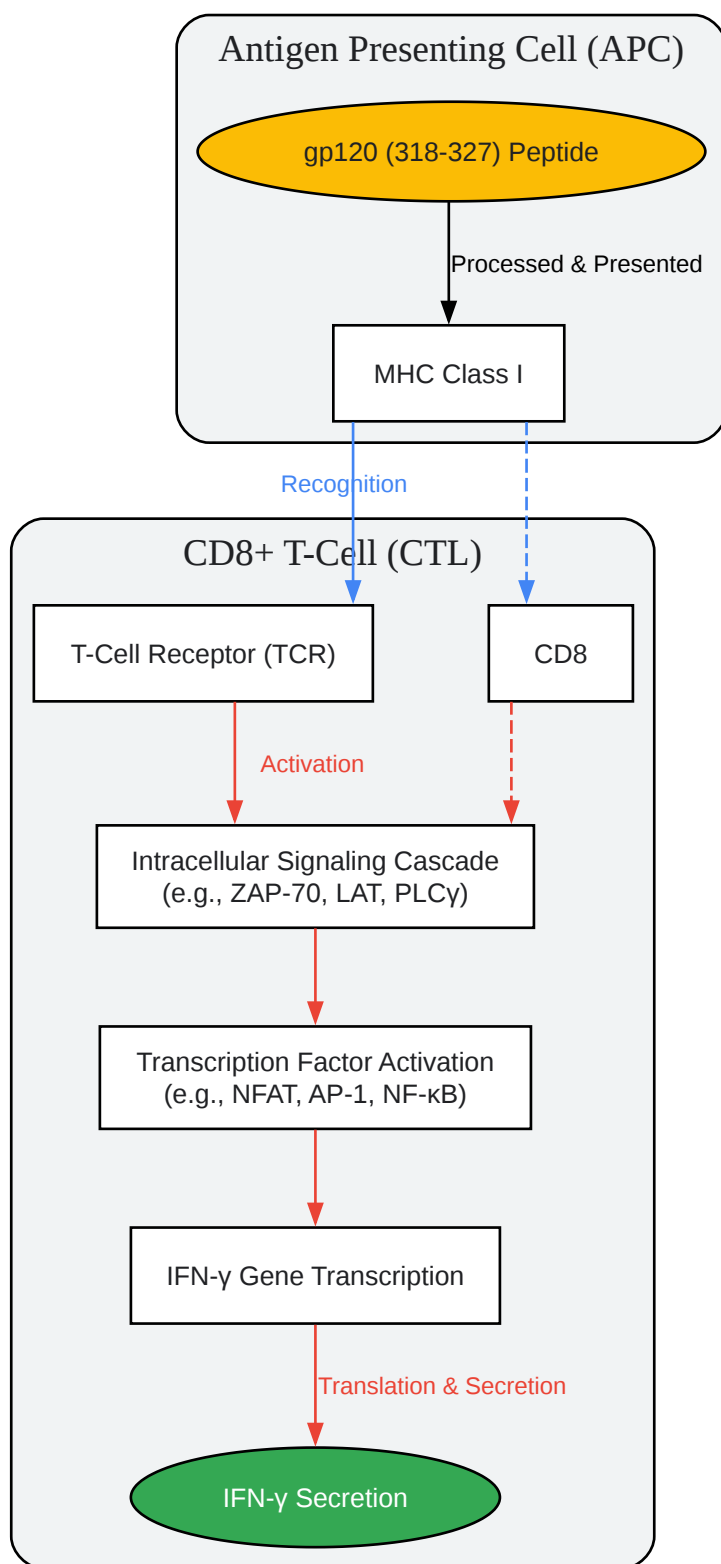 Antigen Presenting Cell (APC)
gp120 (318-327) Peptide
Processed & Presented
MHC Class I
Recognition
CD8+ T-Cell (CTL)
T-Cell Receptor (TCR)
CD8
Activation
Intracellular Signaling Cascade
(e.g., ZAP-70, LAT, PLCγ)
Transcription Factor Activation
(e.g., NFAT, AP-1, NF-κB)
IFN-γ Gene Transcription
Translation & Secretion
IFN-γ Secretion